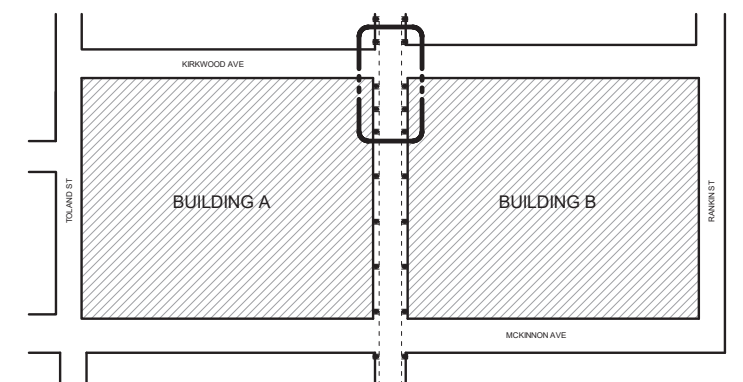 KIRKWOOD AVE
TOLAND ST
BUILDING A
BUILDING B
RANKIN ST
MCKINNON AVE